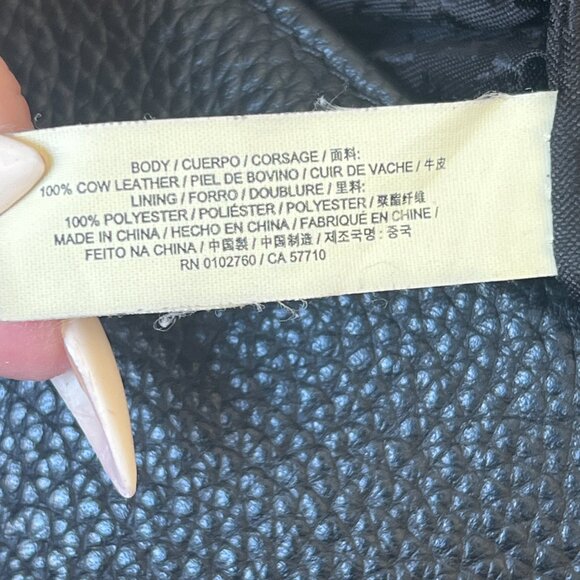 BODY / CUERPO / CORSAGE / 面料:
100% COW LEATHER / PIEL DE BOVINO / CUIR DE VACHE / 牛皮
LINING / FORRO / DOUBLURE / 里料:
100% POLYESTER / POLIÉSTER / POLYESTER / 聚酯纤维
MADE IN CHINA / HECHO EN CHINA / FABRIQUÉ EN CHINE /
FEITO NA CHINA / 中国製 / 中国制造 / 제조국명 : 중국
RN 0102760 / CA 57710